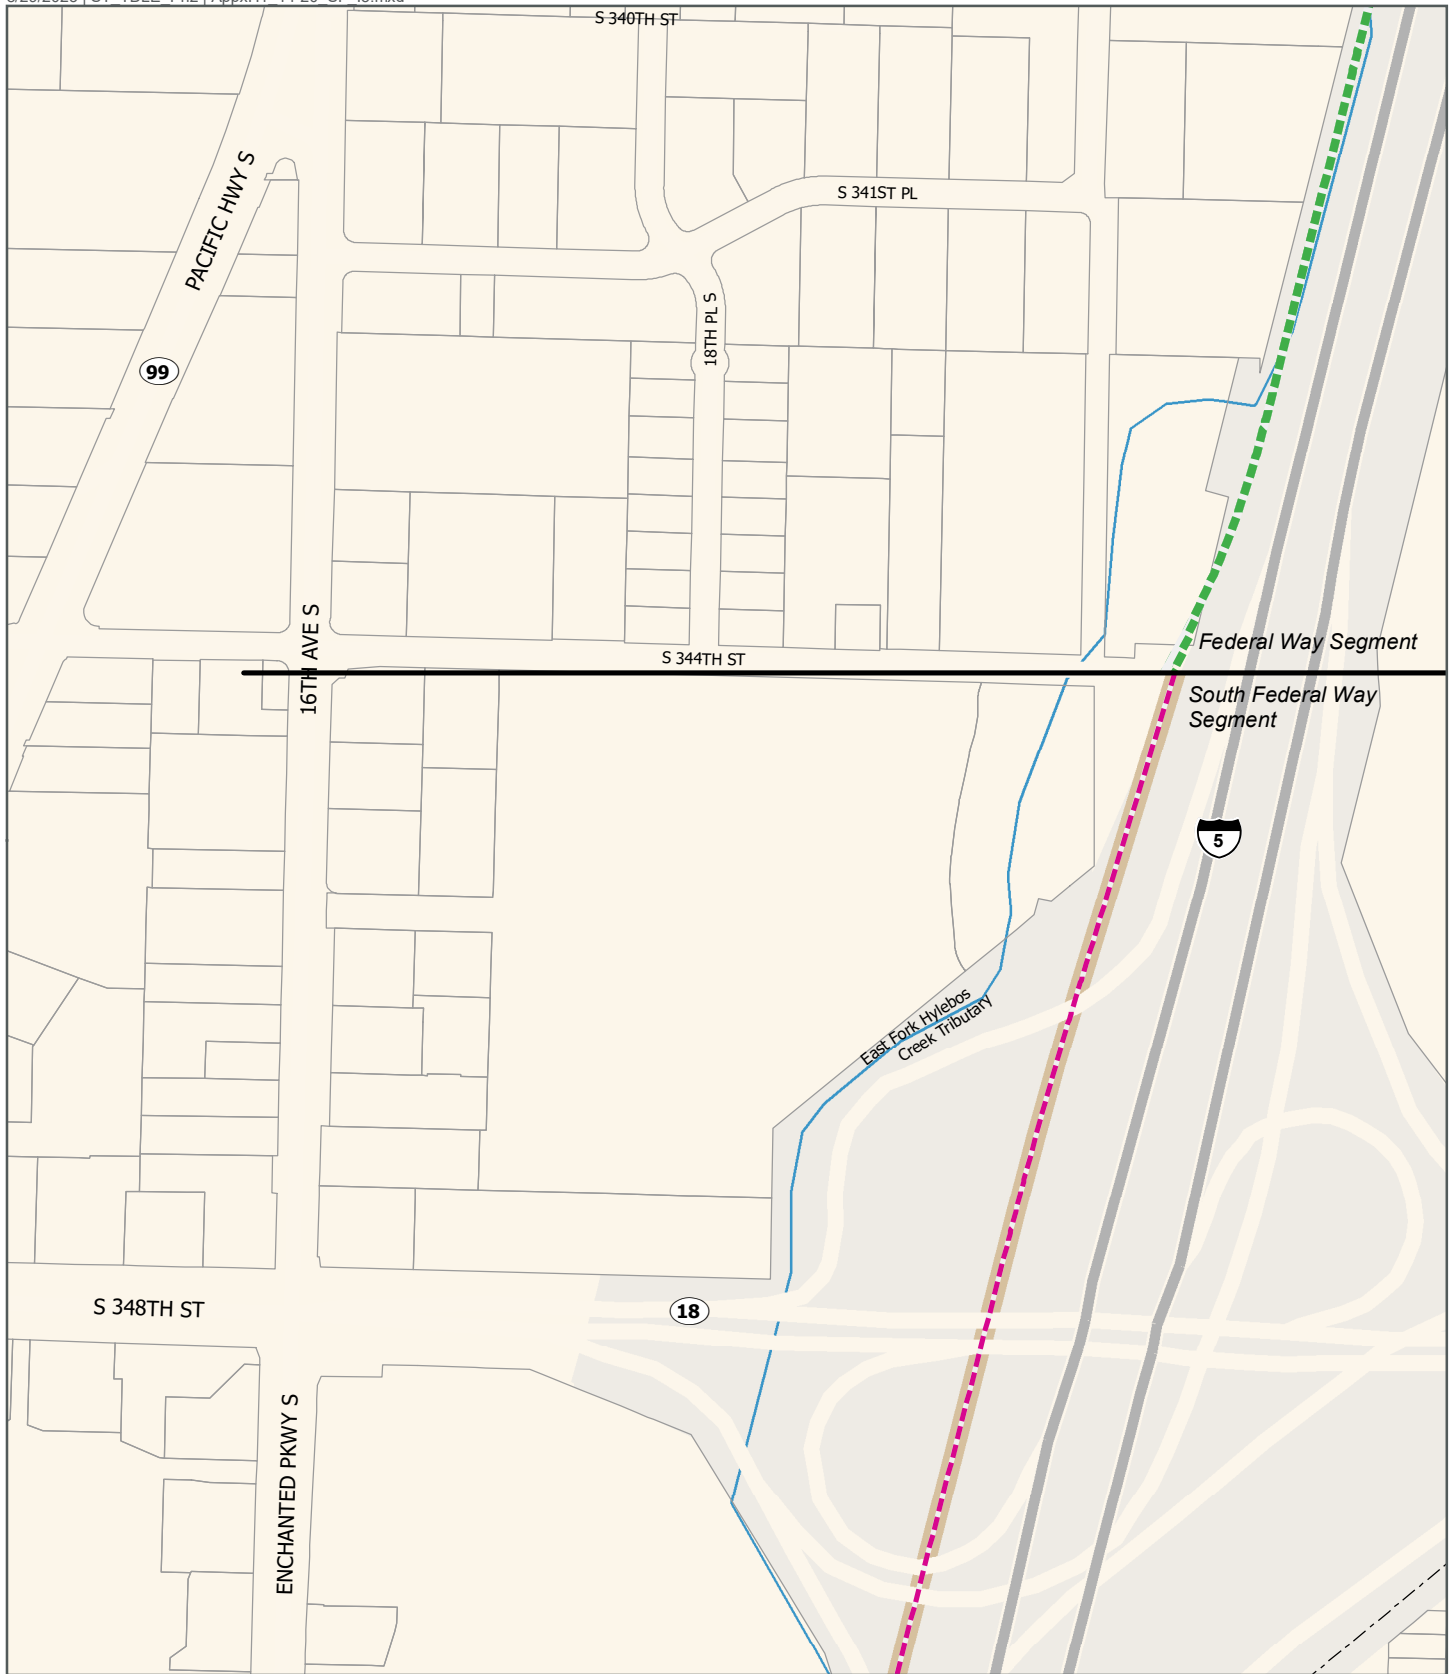 S 340TH ST
PACIFIC HWY S
S 341ST PL
18TH PL S
99
16TH AVE S
S 344TH ST
Federal Way Segment
South Federal Way
Segment
5
East Fork Hylebos
Creek Tributary
S 348TH ST
18
ENCHANTED PKWY S